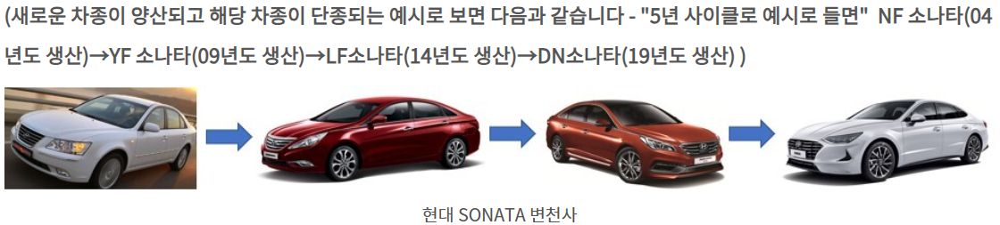 (새로운 차종이 양산되고 해당 차종이 단종되는 예시로 보면 다음과 같습니다 - "5년 사이클로 예시로 들면"  NF 소나타(04
년도 생산)→YF 소나타(09년도 생산)→LF소나타(14년도 생산)→DN소나타(19년도 생산) )
현대 SONATA 변천사